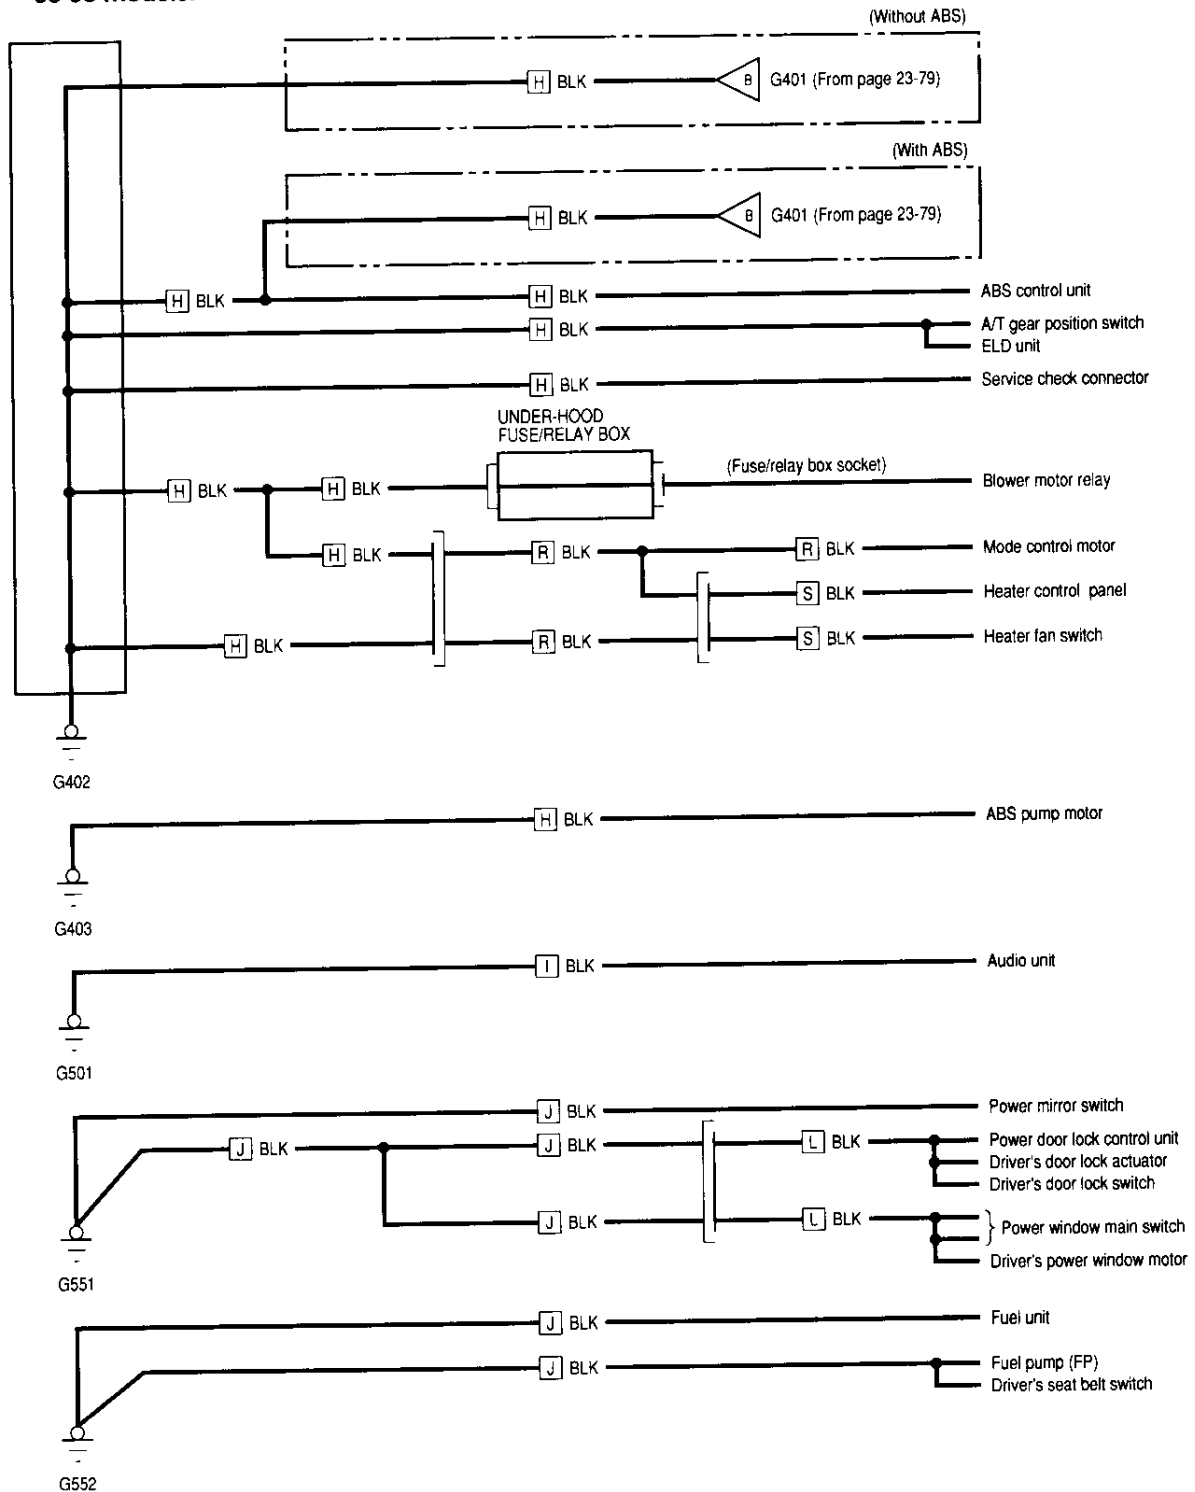 (Without ABS)
H BLK B G401 (From page 23-79)
(With ABS)
H BLK B G401 (From page 23-79)
H BLK H BLK ABS control unit
H BLK A/T gear position switch
ELD unit
H BLK Service check connector
UNDER-HOOD
FUSE/RELAY BOX
(Fuse/relay box socket)
H BLK H BLK Blower motor relay
H BLK R BLK R BLK Mode control motor
S BLK Heater control panel
H BLK R BLK S BLK Heater fan switch
G402
H BLK ABS pump motor
G403
I BLK Audio unit
G501
J BLK Power mirror switch
J BLK J BLK L BLK Power door lock control unit
Driver's door lock actuator
Driver's door lock switch
J BLK L BLK Power window main switch
Driver's power window motor
G551
J BLK Fuel unit
J BLK Fuel pump (FP)
Driver's seat belt switch
G552